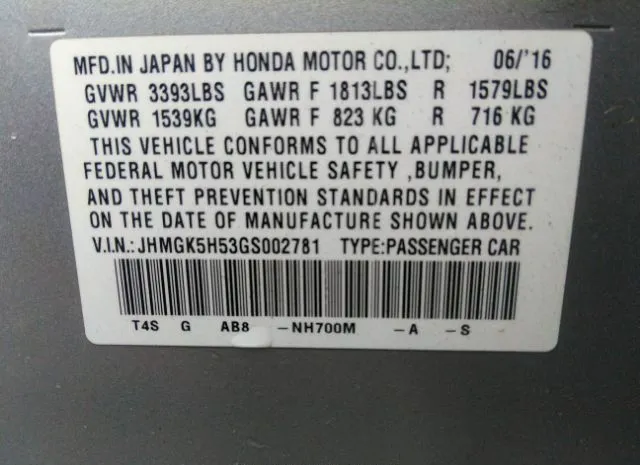 MFD.IN JAPAN BY HONDA MOTOR CO.,LTD; 06/'16
GVWR 3393LBS GAWR F 1813LBS R 1579LBS
GVWR 1539KG GAWR F 823 KG R 716 KG
THIS VEHICLE CONFORMS TO ALL APPLICABLE
FEDERAL MOTOR VEHICLE SAFETY ,BUMPER,
AND THEFT PREVENTION STANDARDS IN EFFECT
ON THE DATE OF MANUFACTURE SHOWN ABOVE.
V.I.N.:JHMGK5H53GS002781 TYPE:PASSENGER CAR
T4S G AB8 -NH700M -A -S